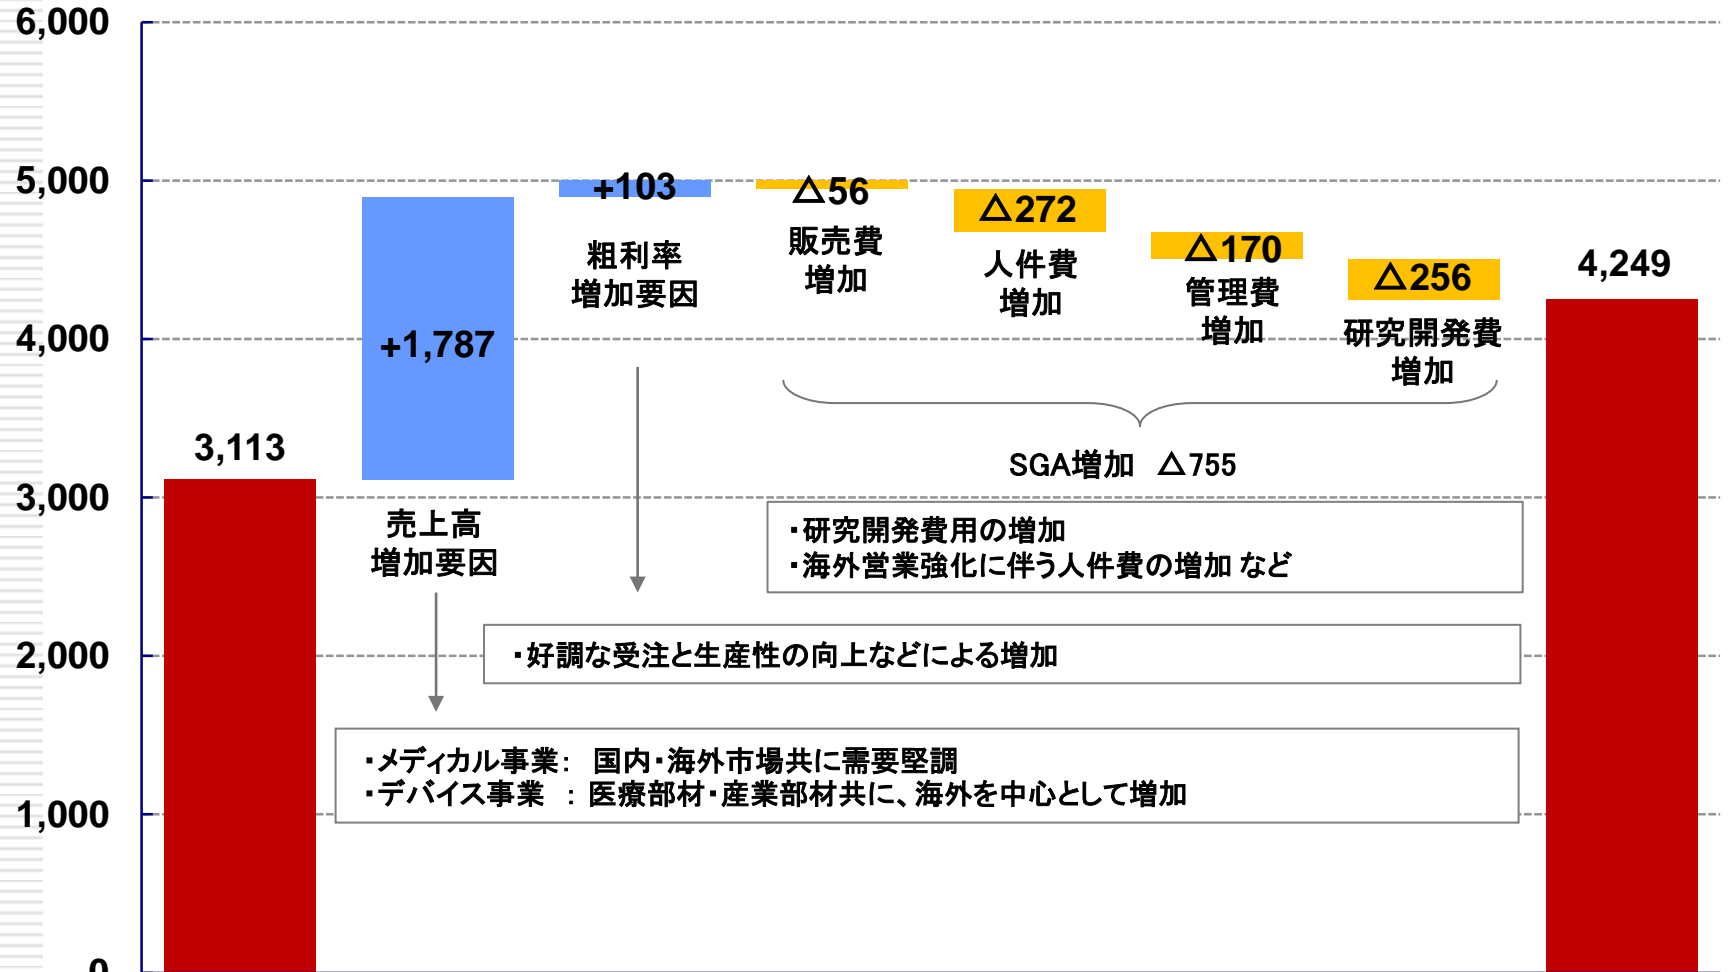 6,000
5,000
4,000
3,000
2,000
1,000
0
3,113
+1,787
売上高
増加要因
+103
粗利率
増加要因
△56
販売費
増加
△272
人件費
増加
△170
管理費
増加
△256
研究開発費
増加
4,249
SGA増加 △755
・研究開発費用の増加
・海外営業強化に伴う人件費の増加 など
・好調な受注と生産性の向上などによる増加
・メディカル事業： 国内・海外市場共に需要堅調
・デバイス事業 ： 医療部材・産業部材共に、海外を中心として増加